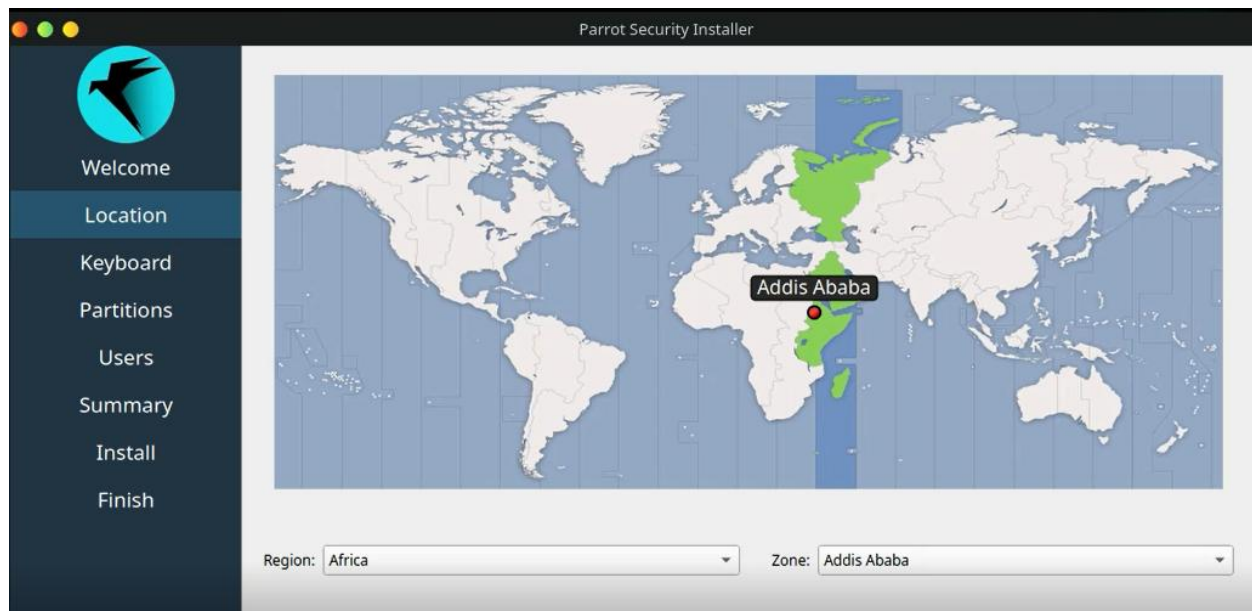 Parrot Security Installer
Welcome
Location
Keyboard
Partitions
Users
Summary
Install
Finish
Addis Ababa
Region: Africa Zone: Addis Ababa